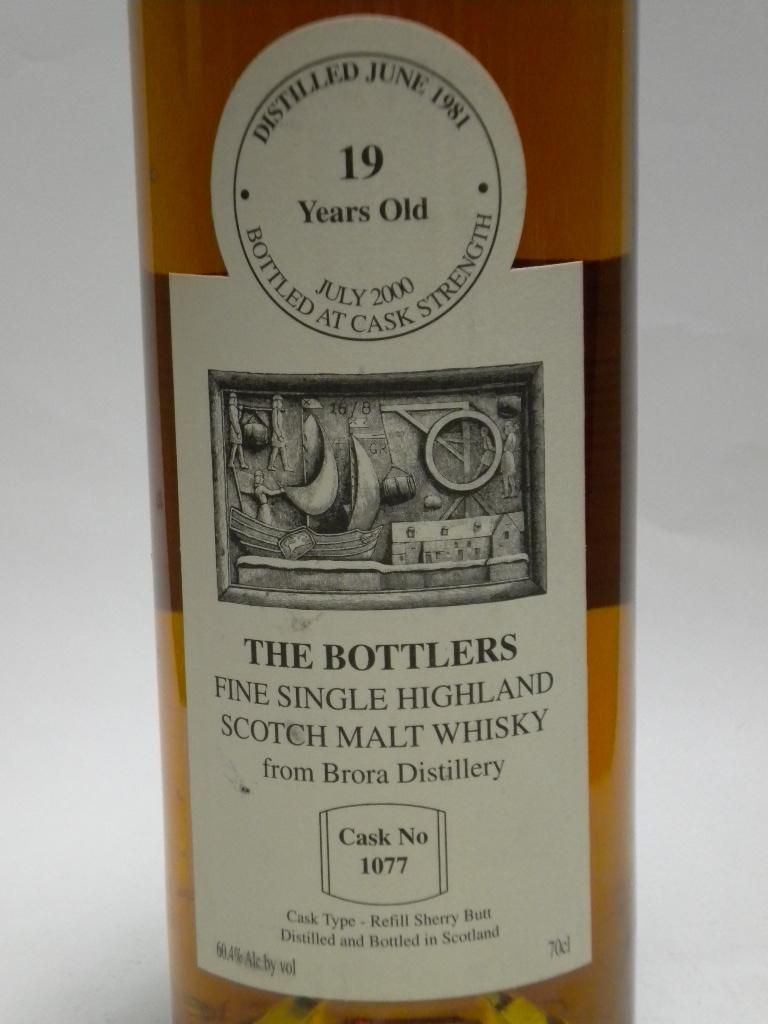 DISTILLED JUNE 1981
19
Years Old
JULY 2000
BOTTLED AT CASK STRENGTH
16/8
GR
THE BOTTLERS
FINE SINGLE HIGHLAND
SCOTCH MALT WHISKY
from Brora Distillery
Cask No
1077
Cask Type - Refill Sherry Butt
Distilled and Bottled in Scotland
60.4% Alc by vol
70cl